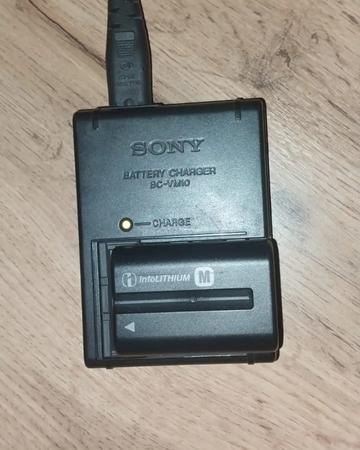 SONY
BATTERY CHARGER
BC-VM10
CHARGE
i InfoLITHIUM M